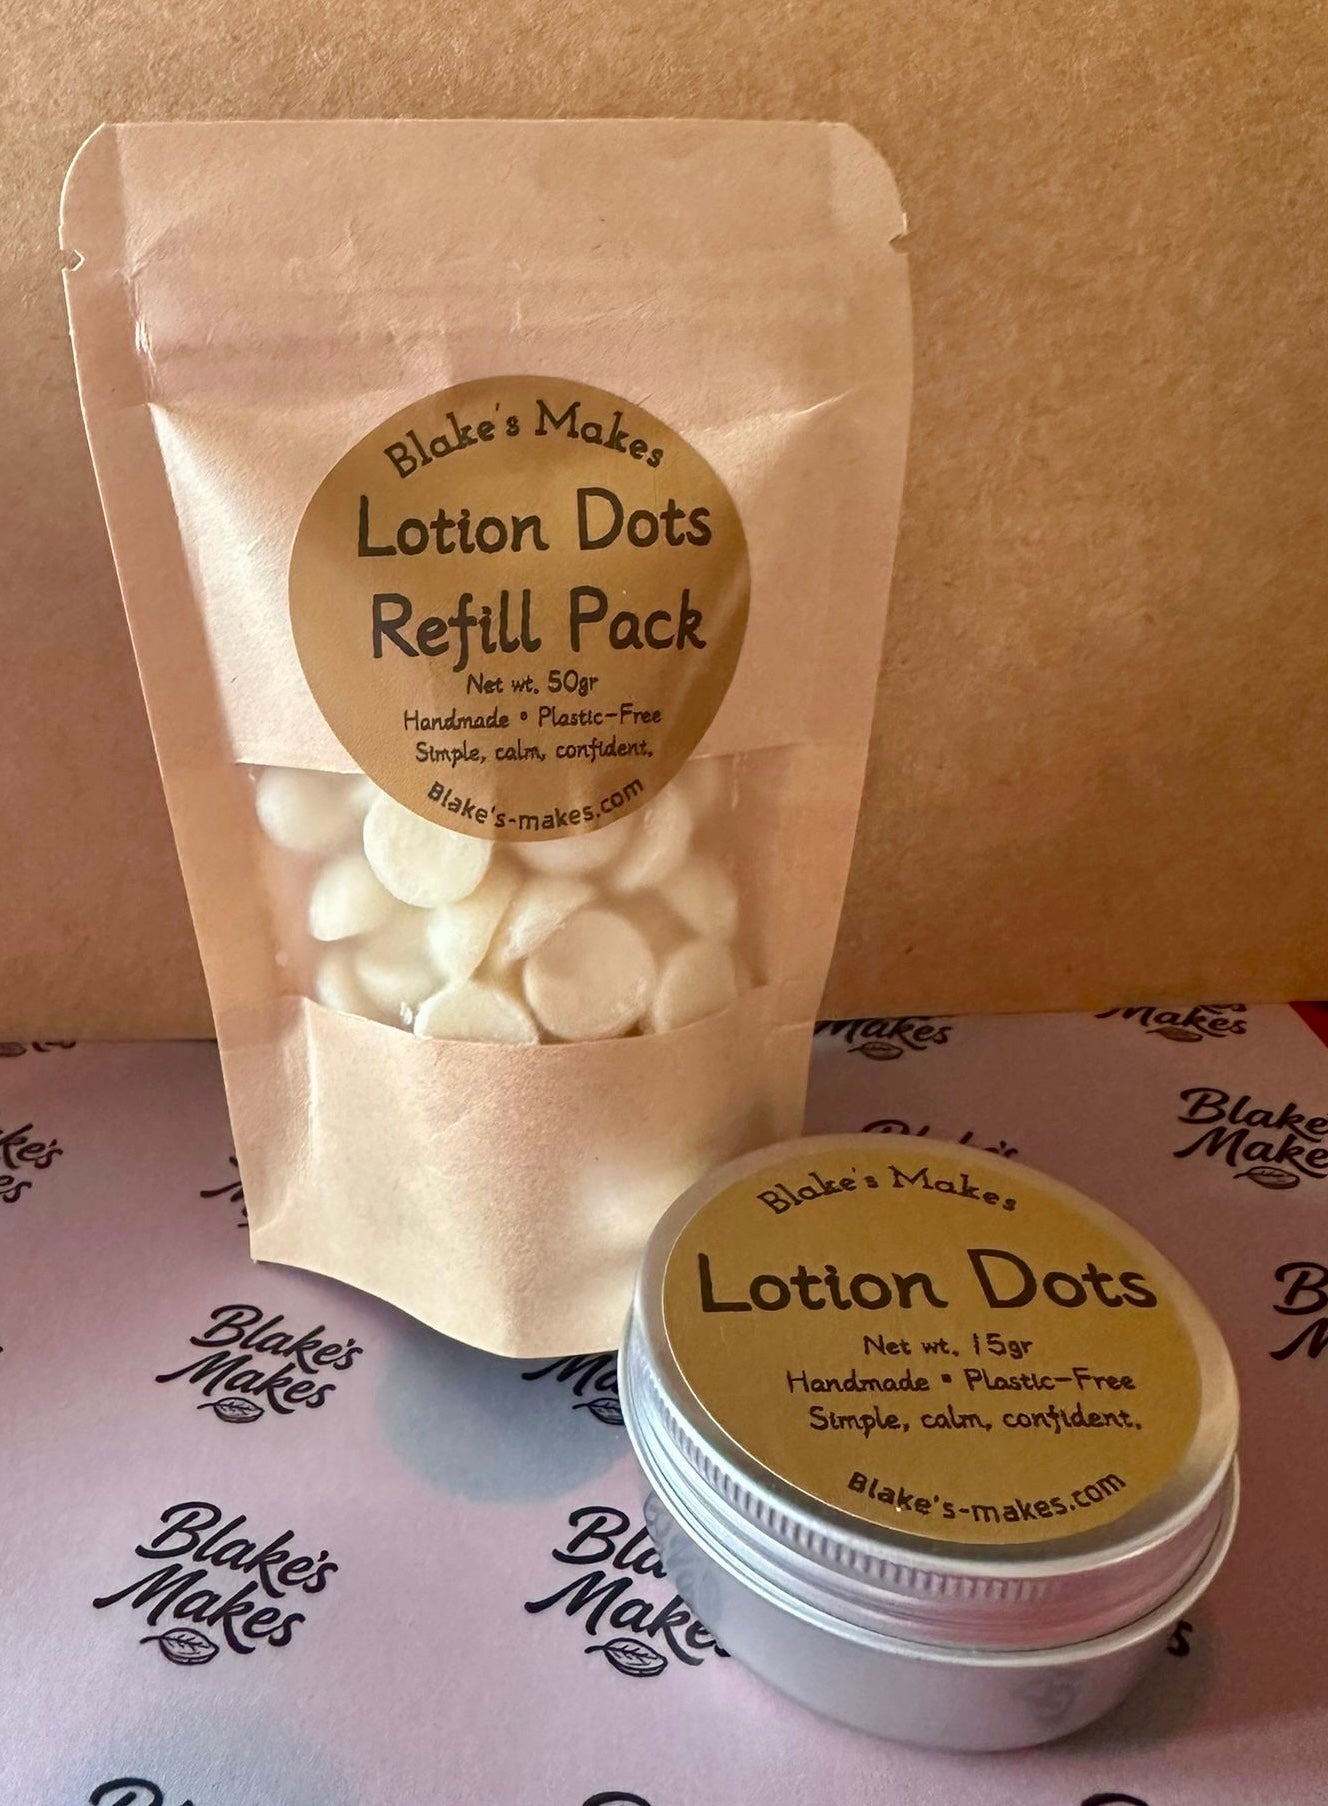 Blake's Makes
Lotion Dots
Refill Pack
Net wt. 50gr
Handmade • Plastic-Free
Simple, calm, confident.
Blake's-makes.com
Makes
Makes
Blake's
Makes
Blake's Makes
Lotion Dots
Net wt. 15gr
Handmade • Plastic-Free
Simple, calm, confident.
Blake's-makes.com
Blake's
Makes
Blake's
Makes